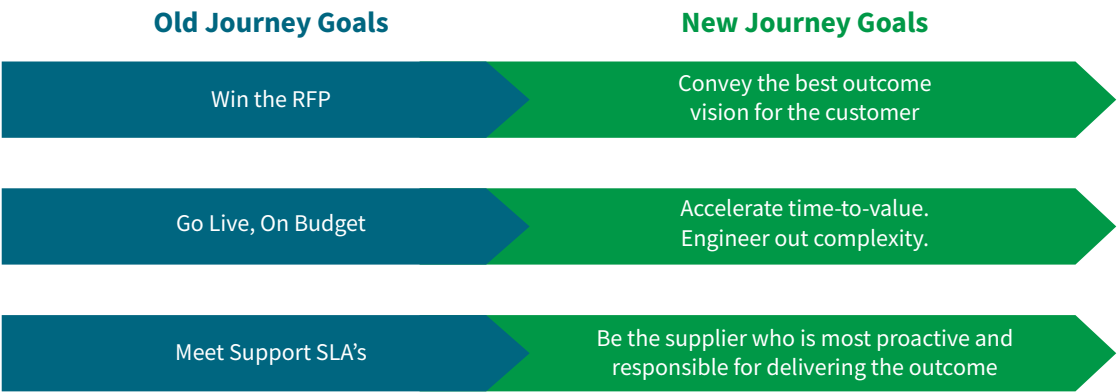 Old Journey Goals
New Journey Goals
Win the RFP
Convey the best outcome
vision for the customer
Go Live, On Budget
Accelerate time-to-value.
Engineer out complexity.
Meet Support SLA's
Be the supplier who is most proactive and
responsible for delivering the outcome